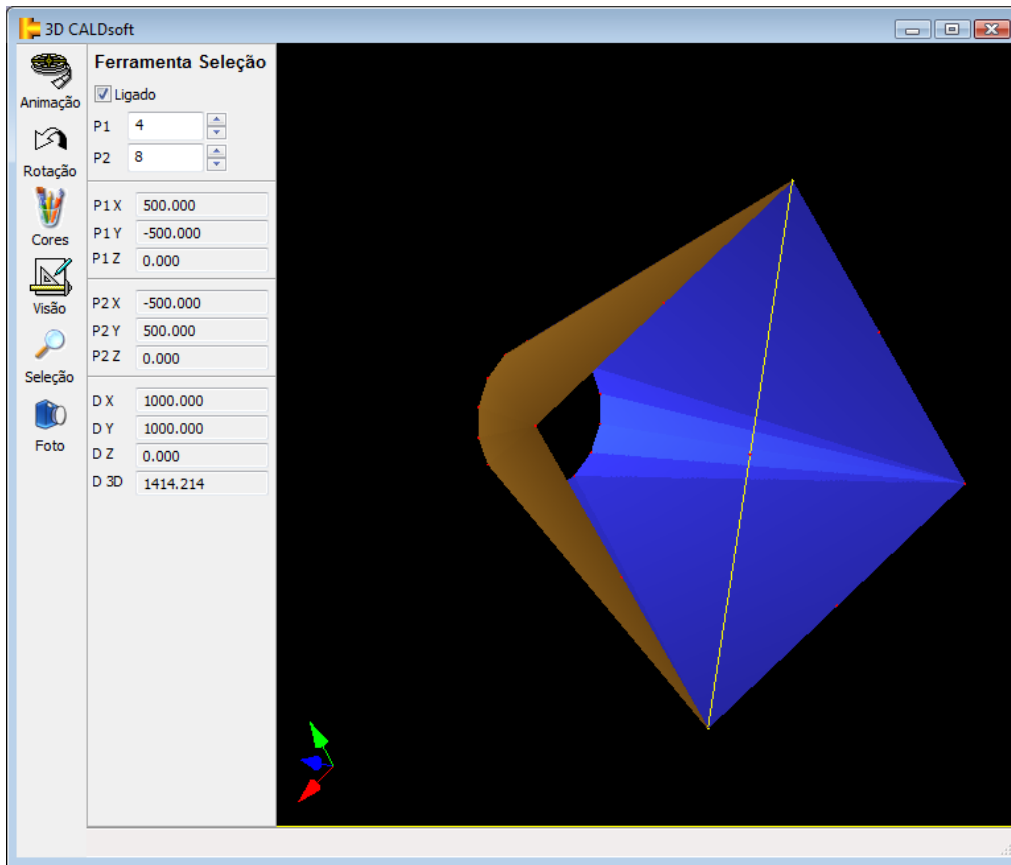 3D CALDsoft
Animação
Rotação
Cores
Visão
Seleção
Foto
Ferramenta Seleção
Ligado
P1 4
P2 8
P1 X 500.000
P1 Y -500.000
P1 Z 0.000
P2 X -500.000
P2 Y 500.000
P2 Z 0.000
D X 1000.000
D Y 1000.000
D Z 0.000
D 3D 1414.214